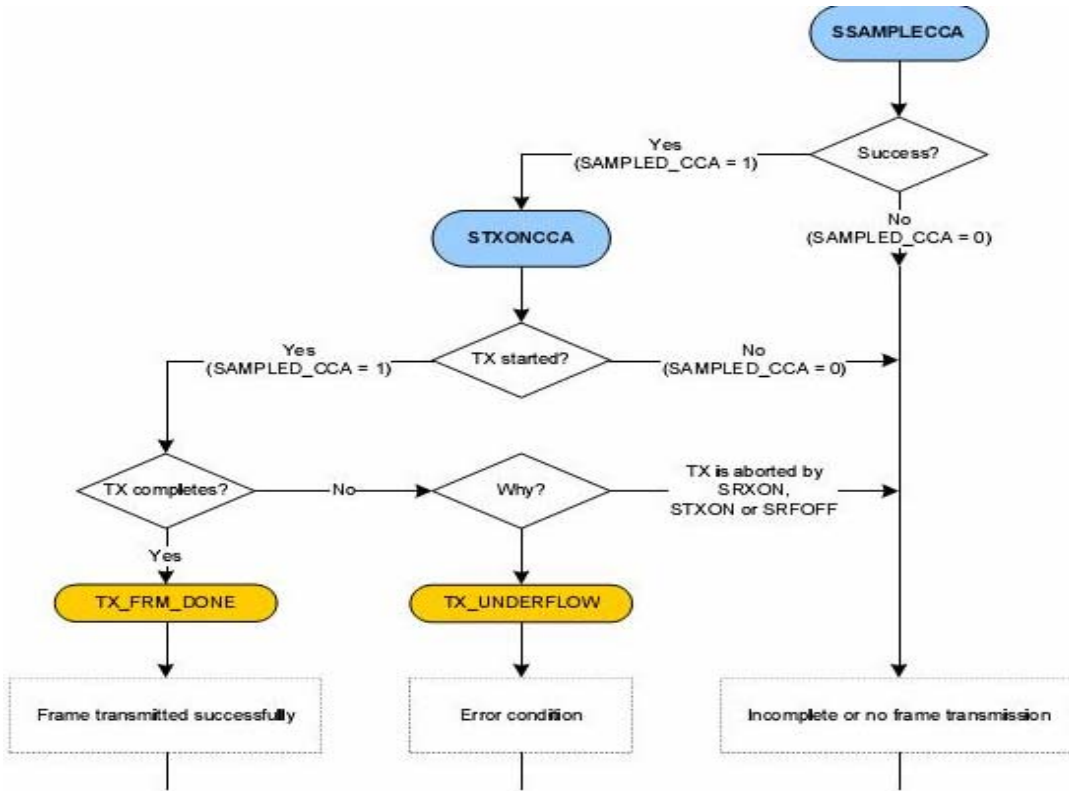 SSAMPLECCA
Success?
Yes
(SAMPLED_CCA = 1)
No
(SAMPLED_CCA = 0)
STXONCCA
TX started?
Yes
(SAMPLED_CCA = 1)
No
(SAMPLED_CCA = 0)
TX completes?
No
Why?
TX is aborted by
SRXON,
STXON or SRFOFF
Yes
TX_FRM_DONE
TX_UNDERFLOW
Frame transmitted successfully
Error condition
Incomplete or no frame transmission